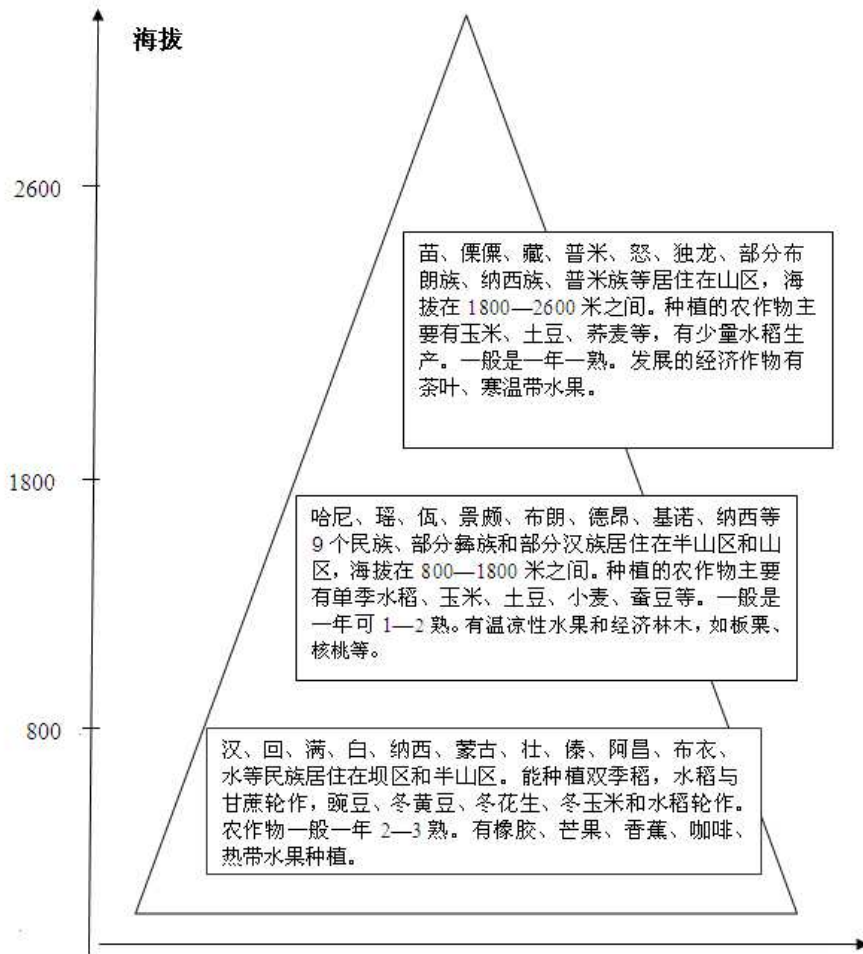 海拔
2600
苗、傈僳、藏、普米、怒、独龙、部分布
朗族、纳西族、普米族等居住在山区，海
拔在 1800—2600 米之间。种植的农作物主
要有玉米、土豆、荞麦等，有少量水稻生
产。一般是一年一熟。发展的经济作物有
茶叶、寒温带水果。
1800
哈尼、瑶、佤、景颇、布朗、德昂、基诺、纳西等
9 个民族、部分彝族和部分汉族居住在半山区和山
区，海拔在 800—1800 米之间。种植的农作物主要
有单季水稻、玉米、土豆、小麦、蚕豆等。一般是
一年可 1—2 熟。有温凉性水果和经济林木，如板栗、
核桃等。
800
汉、回、满、白、纳西、蒙古、壮、傣、阿昌、布衣、
水等民族居住在坝区和半山区。能种植双季稻，水稻与
甘蔗轮作，豌豆、冬黄豆、冬花生、冬玉米和水稻轮作。
农作物一般一年 2—3 熟。有橡胶、芒果、香蕉、咖啡、
热带水果种植。